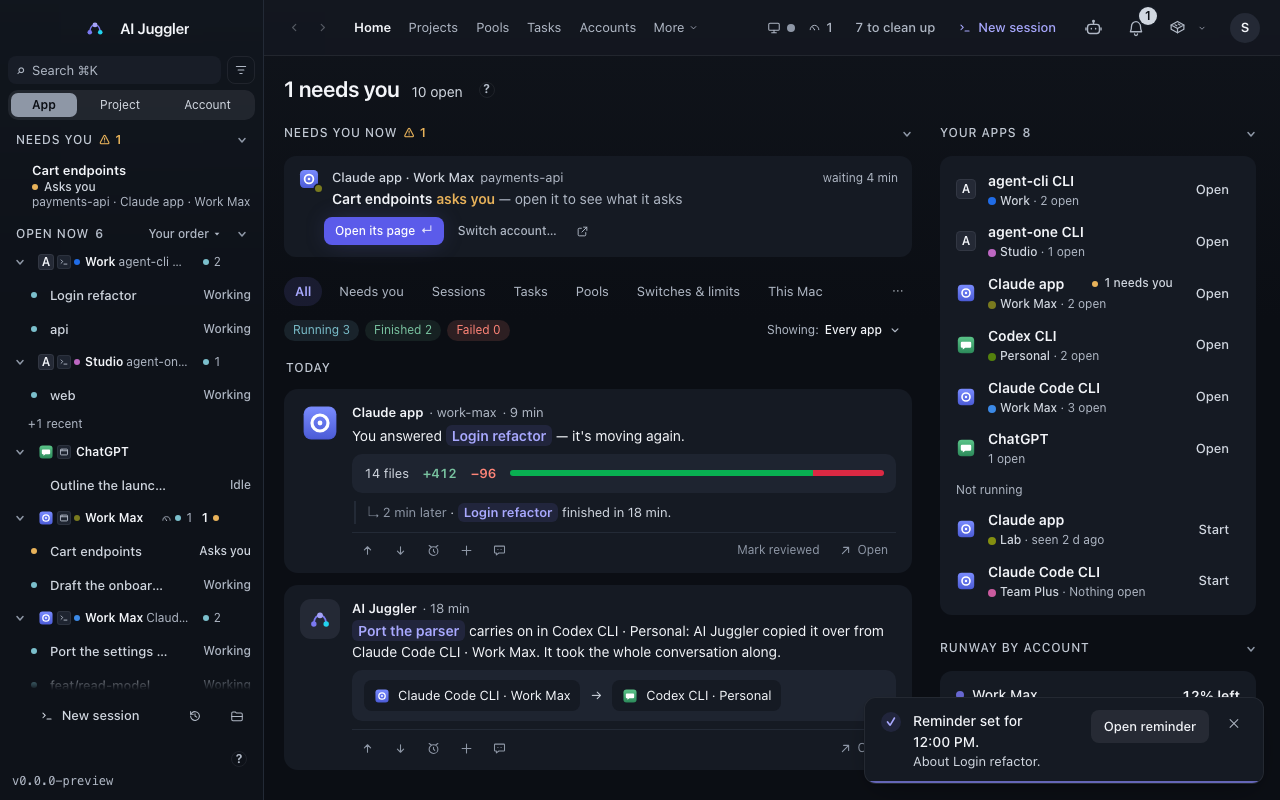 AI Juggler
Search ⌘K
App Project Account
NEEDS YOU 1
Cart endpoints
Asks you
payments-api · Claude app · Work Max
OPEN NOW 6 Your order
A Work agent-cli ... 2
Login refactor Working
api Working
A Studio agent-on... 1
web Working
+1 recent
ChatGPT
Outline the launc... Idle
Work Max 1 1
Cart endpoints Asks you
Draft the onboar... Working
Work Max Claud... 2
Port the settings ... Working
feat/read-model Working
New session
?
v0.0.0-preview
Home Projects Pools Tasks Accounts More 1 7 to clean up New session 1 S
1 needs you 10 open ?
NEEDS YOU NOW 1
Claude app · Work Max payments-api waiting 4 min
Cart endpoints asks you — open it to see what it asks
Open its page ↵ Switch account...
All Needs you Sessions Tasks Pools Switches & limits This Mac ...
Running 3 Finished 2 Failed 0 Showing: Every app
TODAY
Claude app · work-max · 9 min
You answered Login refactor — it's moving again.
14 files +412 −96
2 min later · Login refactor finished in 18 min.
Mark reviewed Open
AI Juggler · 18 min
Port the parser carries on in Codex CLI · Personal: AI Juggler copied it over from
Claude Code CLI · Work Max. It took the whole conversation along.
Claude Code CLI · Work Max → Codex CLI · Personal
YOUR APPS 8
A agent-cli CLI Open
Work · 2 open
A agent-one CLI Open
Studio · 1 open
Claude app 1 needs you Open
Work Max · 2 open
Codex CLI Open
Personal · 2 open
Claude Code CLI Open
Work Max · 3 open
ChatGPT Open
1 open
Not running
Claude app Start
Lab · seen 2 d ago
Claude Code CLI Start
Team Plus · Nothing open
RUNWAY BY ACCOUNT
Work Max 12% left
Reminder set for
12:00 PM.
About Login refactor.
Open reminder